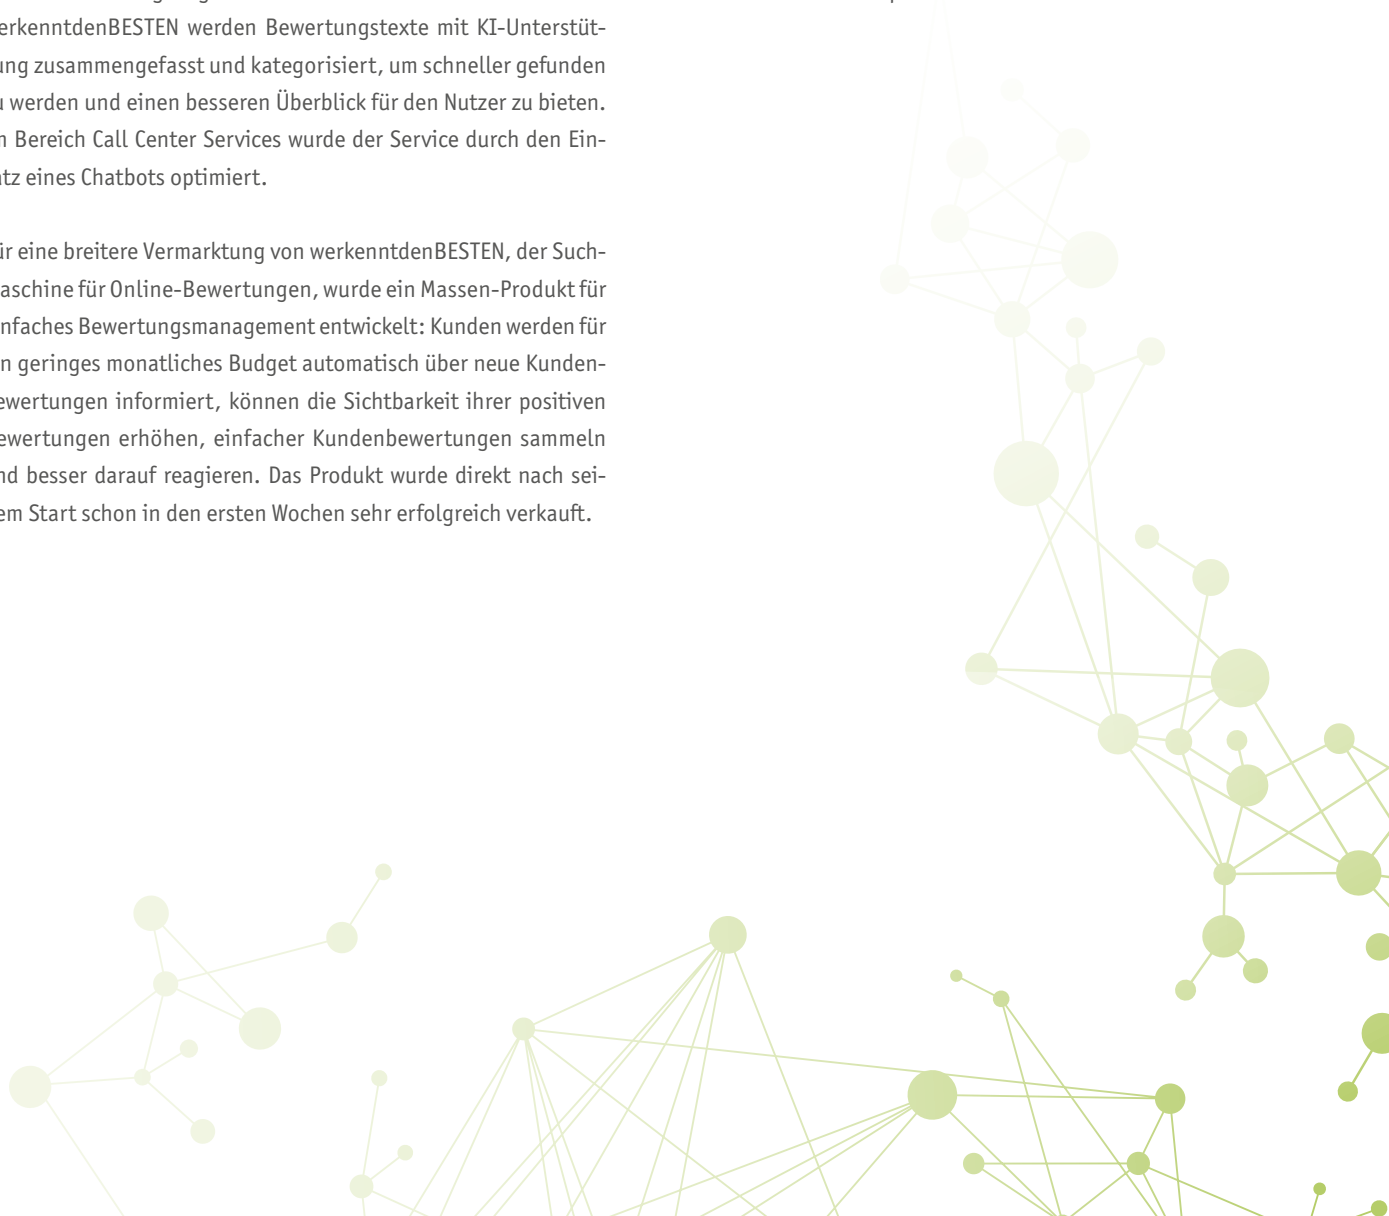 erkenntdenBESTEN werden Bewertungstexte mit KI-Unterstüt-
ung zusammengefasst und kategorisiert, um schneller gefunden
u werden und einen besseren Überblick für den Nutzer zu bieten.
m Bereich Call Center Services wurde der Service durch den Ein-
atz eines Chatbots optimiert.
ür eine breitere Vermarktung von werkenntdenBESTEN, der Such-
aschine für Online-Bewertungen, wurde ein Massen-Produkt für
nfaches Bewertungsmanagement entwickelt: Kunden werden für
n geringes monatliches Budget automatisch über neue Kunden-
ewertungen informiert, können die Sichtbarkeit ihrer positiven
ewertungen erhöhen, einfacher Kundenbewertungen sammeln
nd besser darauf reagieren. Das Produkt wurde direkt nach sei-
em Start schon in den ersten Wochen sehr erfolgreich verkauft.